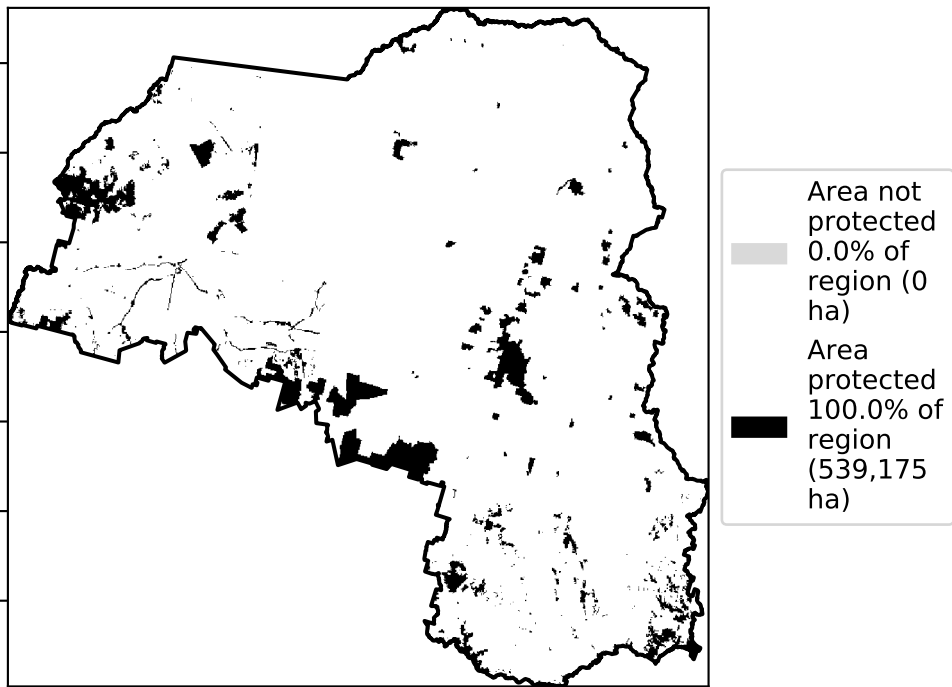 Area not
protected
0.0% of
region (0
ha)
Area
protected
100.0% of
region
(539,175
ha)